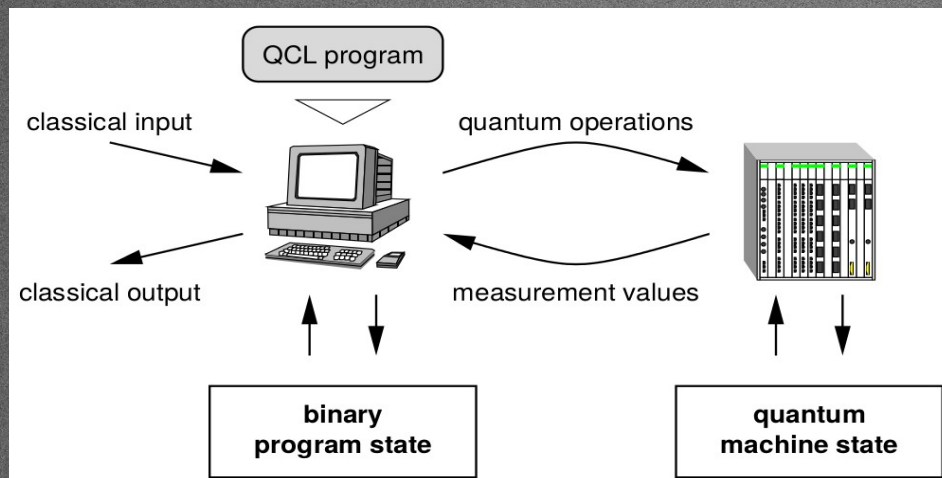 QCL program
classical input
quantum operations
classical output
measurement values
binary
program state
quantum
machine state